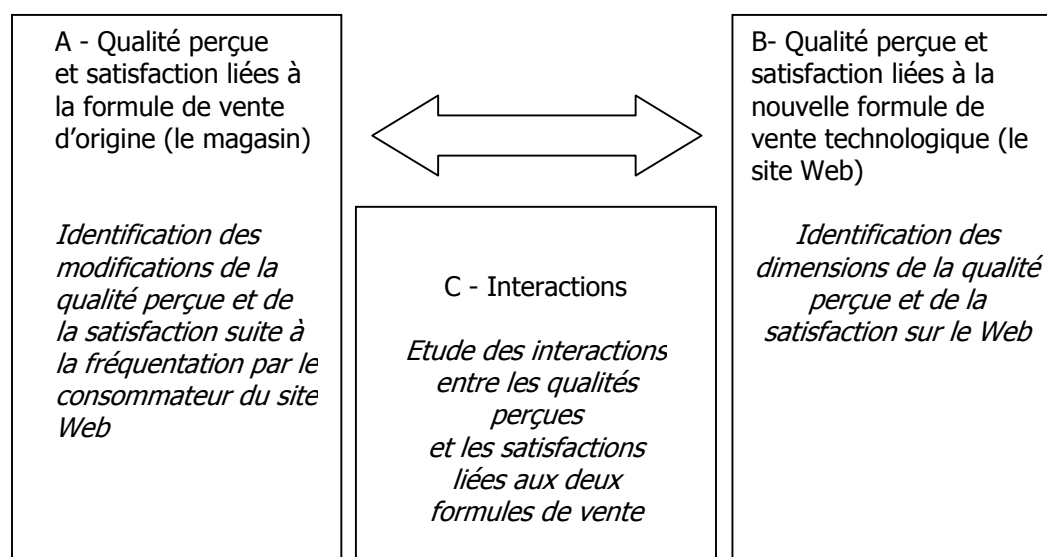 A - Qualité perçue
et satisfaction liées à
la formule de vente
d’origine (le magasin)
Identification des
modifications de la
qualité perçue et de
la satisfaction suite à
la fréquentation par le
consommateur du site
Web
C - Interactions
Etude des interactions
entre les qualités
perçues
et les satisfactions
liées aux deux
formules de vente
B- Qualité perçue et
satisfaction liées à la
nouvelle formule de
vente technologique (le
site Web)
Identification des
dimensions de la qualité
perçue et de la
satisfaction sur le Web